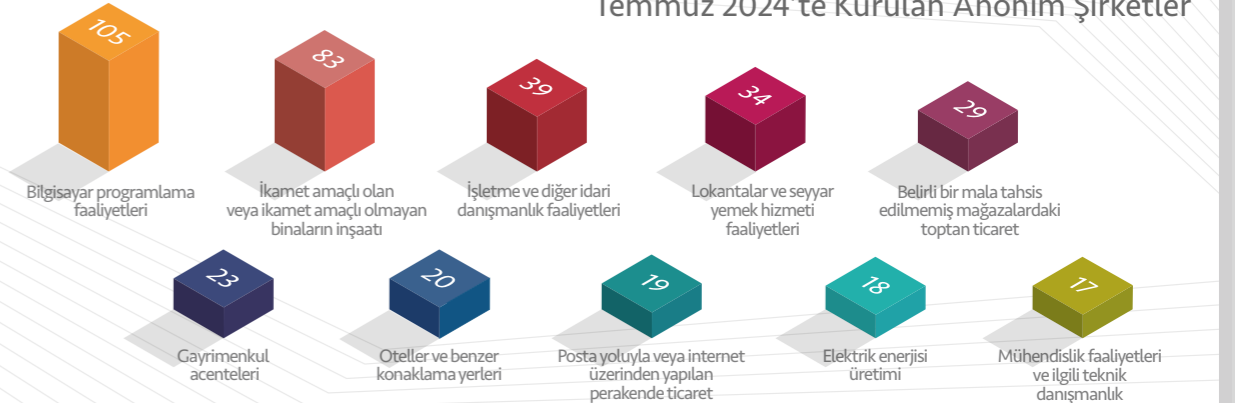 Temmuz 2024'te Kurulan Anonim Şirketler
105
83
39
34
29
Bilgisayar programlama
faaliyetleri
İkamet amaçlı olan
veya ikamet amaçlı olmayan
binaların inşaatı
İşletme ve diğer idari
danışmanlık faaliyetleri
Lokantalar ve seyyar
yemek hizmeti
faaliyetleri
Belirli bir mala tahsis
edilmemiş mağazalardaki
toptan ticaret
23
20
19
18
17
Gayrimenkul
acenteleri
Oteller ve benzer
konaklama yerleri
Posta yoluyla veya internet
üzerinden yapılan
perakende ticaret
Elektrik enerjisi
üretimi
Mühendislik faaliyetleri
ve ilgili teknik
danışmanlık